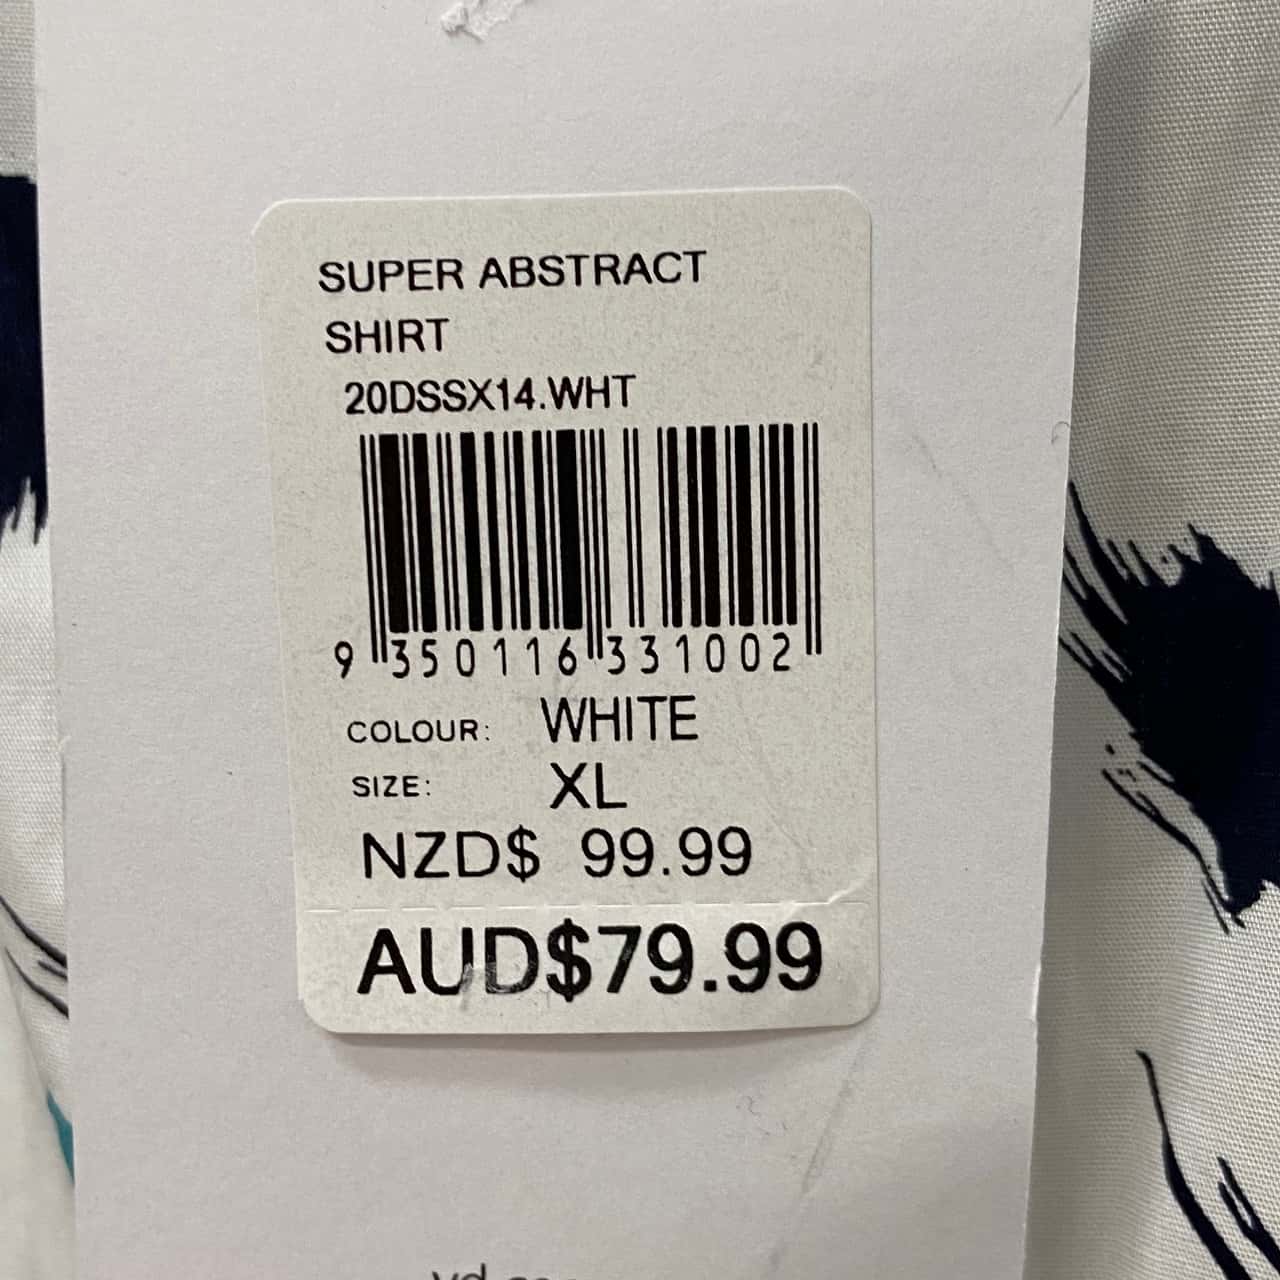 SUPER ABSTRACT
SHIRT
20DSSX14.WHT
9 350116 331002
COLOUR: WHITE
SIZE: XL
NZD$ 99.99
AUD$79.99